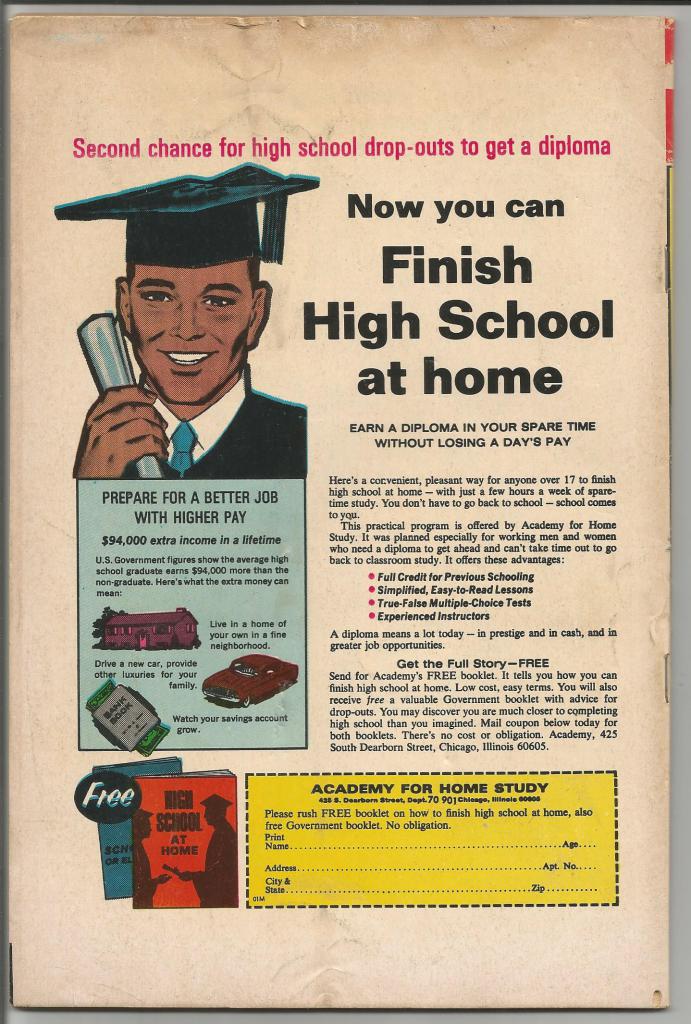 Second chance for high school drop-outs to get a diploma
Now you can
Finish
High School
at home
EARN A DIPLOMA IN YOUR SPARE TIME
WITHOUT LOSING A DAY'S PAY
PREPARE FOR A BETTER JOB
WITH HIGHER PAY
$94,000 extra income in a lifetime
U.S. Government figures show the average high
school graduate earns $94,000 more than the
non-graduate. Here's what the extra money can
mean:
Live in a home of
your own in a fine
neighborhood.
Drive a new car, provide
other luxuries for your
family.
BANK
BOOK
Watch your savings account
grow.
Here's a convenient, pleasant way for anyone over 17 to finish
high school at home — with just a few hours a week of spare-
time study. You don't have to go back to school — school comes
to you.
This practical program is offered by Academy for Home
Study. It was planned especially for working men and women
who need a diploma to get ahead and can't take time out to go
back to classroom study. It offers these advantages:
• Full Credit for Previous Schooling
• Simplified, Easy-to-Read Lessons
• True-False Multiple-Choice Tests
• Experienced Instructors
A diploma means a lot today — in prestige and in cash, and in
greater job opportunities.
Get the Full Story—FREE
Send for Academy's FREE booklet. It tells you how you can
finish high school at home. Low cost, easy terms. You will also
receive free a valuable Government booklet with advice for
drop-outs. You may discover you are much closer to completing
high school than you imagined. Mail coupon below today for
both booklets. There's no cost or obligation. Academy, 425
South Dearborn Street, Chicago, Illinois 60605.
Free
SCH
OR EL
HIGH
SCHOOL
AT
HOME
ACADEMY FOR HOME STUDY
425 S. Dearborn Street, Dept. 70 901 Chicago, Illinois 60605
Please rush FREE booklet on how to finish high school at home, also
free Government booklet. No obligation.
Print
Name Age
Address Apt. No.
City &
State Zip
01M